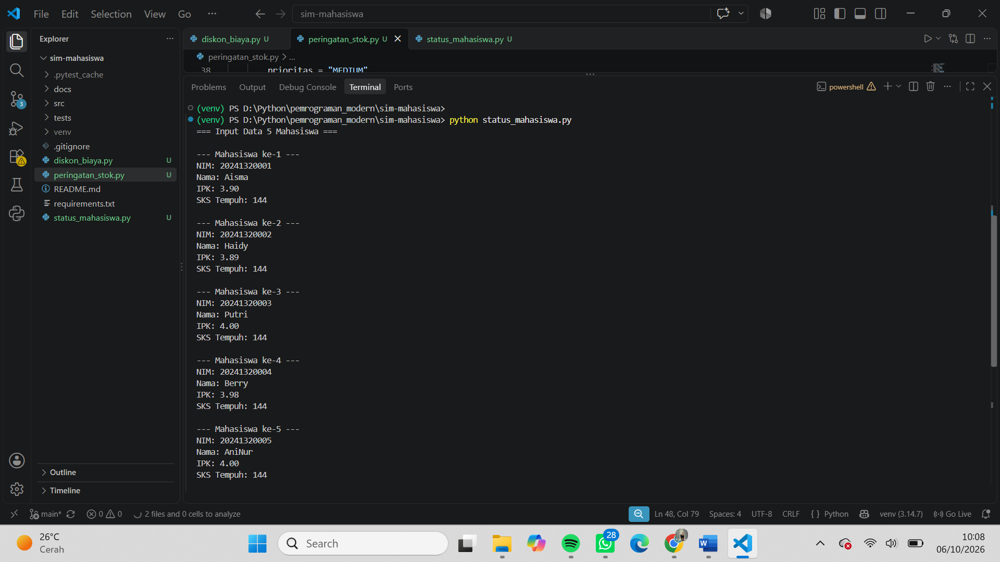 File Edit Selection View Go ···
sim-mahasiswa
Explorer
sim-mahasiswa
.pytest_cache
docs
src
tests
venv
.gitignore
diskon_biaya.py U
peringatan_stok.py U
README.md
requirements.txt
status_mahasiswa.py U
Outline
Timeline
diskon_biaya.py U
peringatan_stok.py U
status_mahasiswa.py U
peringatan_stok.py > ...
38 prioritas = "MEDIUM"
Problems Output Debug Console Terminal Ports
powershell
(venv) PS D:\Python\pemrograman_modern\sim-mahasiswa>
(venv) PS D:\Python\pemrograman_modern\sim-mahasiswa> python status_mahasiswa.py
=== Input Data 5 Mahasiswa ===
--- Mahasiswa ke-1 ---
NIM: 20241320001
Nama: Aisma
IPK: 3.90
SKS Tempuh: 144
--- Mahasiswa ke-2 ---
NIM: 20241320002
Nama: Haidy
IPK: 3.89
SKS Tempuh: 144
--- Mahasiswa ke-3 ---
NIM: 20241320003
Nama: Putri
IPK: 4.00
SKS Tempuh: 144
--- Mahasiswa ke-4 ---
NIM: 20241320004
Nama: Berry
IPK: 3.98
SKS Tempuh: 144
--- Mahasiswa ke-5 ---
NIM: 20241320005
Nama: AniNur
IPK: 4.00
SKS Tempuh: 144
3
main* 0 0 2 files and 0 cells to analyze
Ln 48, Col 79 Spaces: 4 UTF-8 CRLF { } Python venv (3.14.7) Go Live
26°C
Cerah
Search
28
W
10:08
06/10/2026